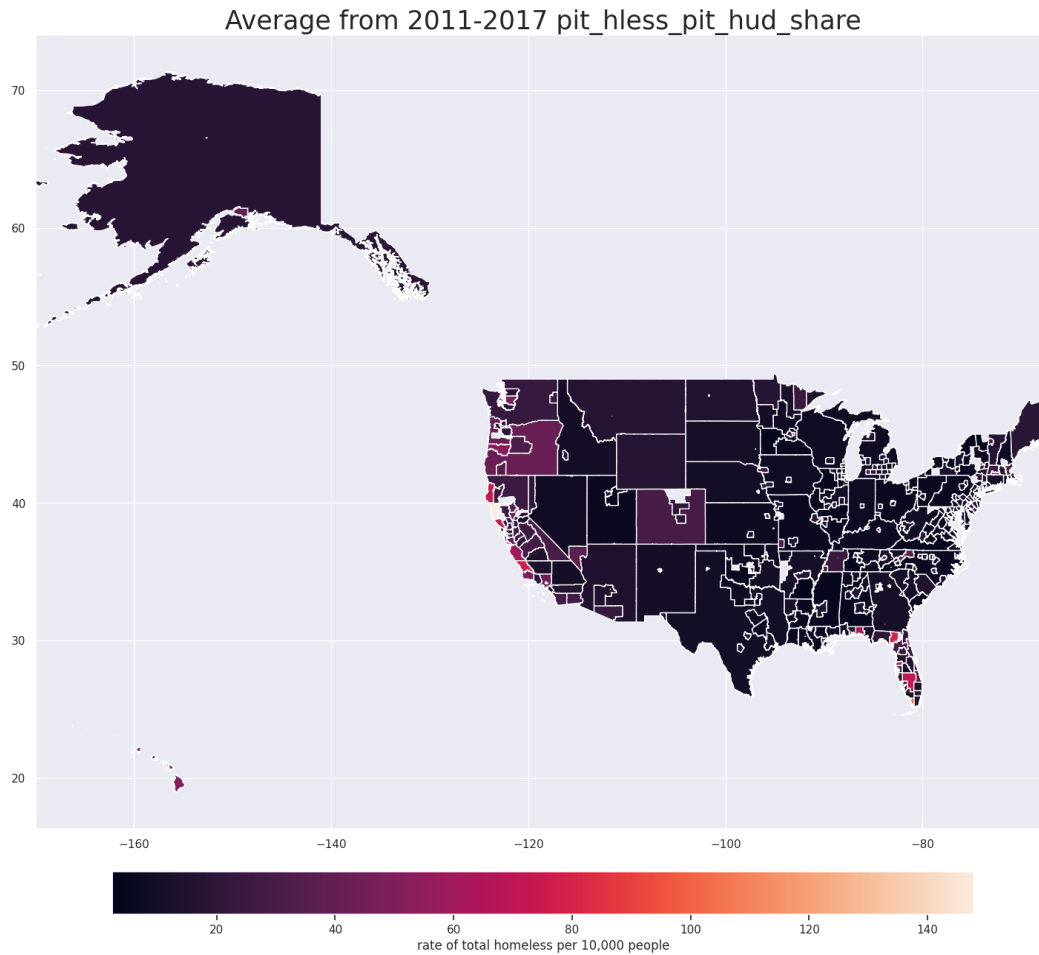 Average from 2011-2017 pit_hless_pit_hud_share
70
60
50
40
30
20
−160 −140 −120 −100 −80
20 40 60 80 100 120 140
rate of total homeless per 10,000 people